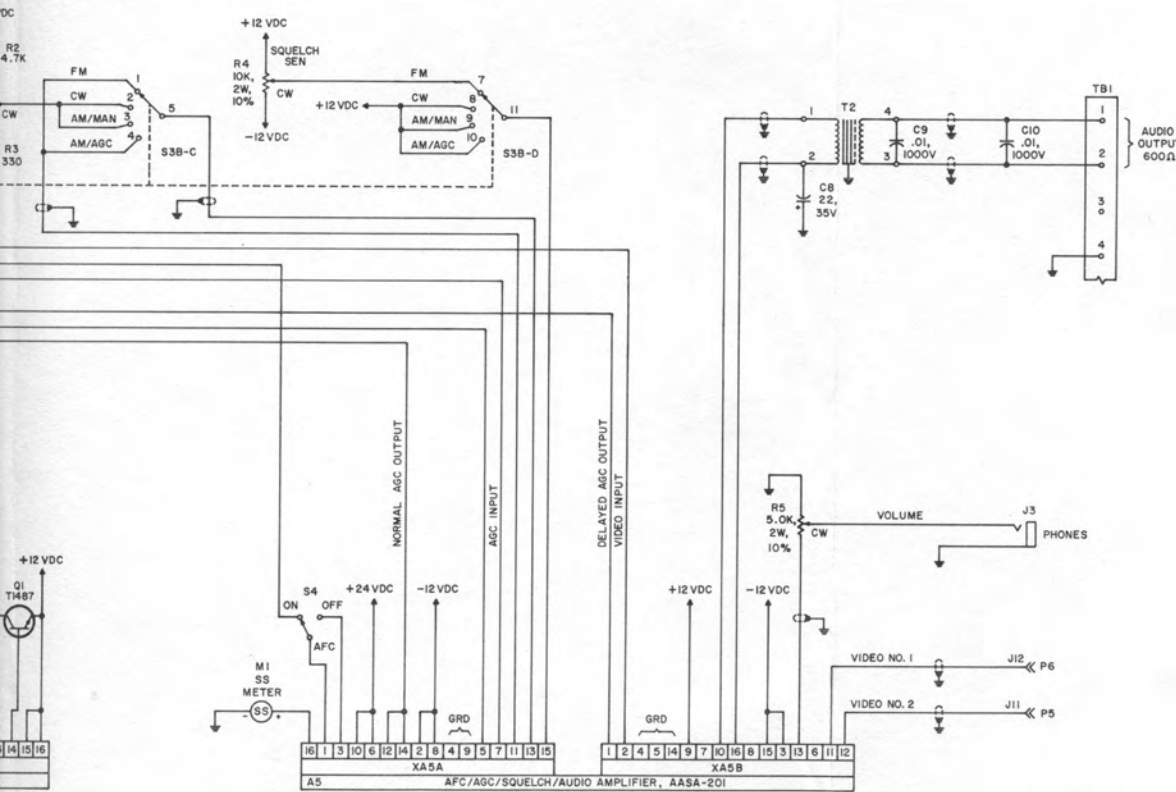 VDC
R2
4.7K
FM
1
CW
2
AM/MAN
3
AM/AGC
4
5
S3B-C
CW
R3
330
+12 VDC
SQUELCH
SEN
R4
10K,
2W,
10%
CW
-12VDC
FM
7
+12VDC
CW
8
AM/MAN
9
AM/AGC
10
11
S3B-D
1
T2
4
2
3
C8
22,
35V
+
C9
.01,
1000V
C10
.01,
1000V
TB1
1
2
3
4
AUDIO
OUTPUT
600Ω
NORMAL AGC OUTPUT
AGC INPUT
DELAYED AGC OUTPUT
VIDEO INPUT
R5
5.0K,
2W,
10%
CW
VOLUME
J3
PHONES
+12 VDC
Q1
TI487
S4
ON
OFF
AFC
+24 VDC
-12 VDC
+12 VDC
-12 VDC
M1
SS
METER
- SS +
GRD
GRD
VIDEO NO. 1
J12
P6
VIDEO NO. 2
J11
P5
14 15 16
16 1 3 10 6 12 14 2 8 4 9 5 7 11 13 15
XA5A
1 2 4 5 14 9 7 10 16 8 15 3 13 6 11 12
XA5B
A5
AFC/AGC/SQUELCH/AUDIO AMPLIFIER, AASA-201